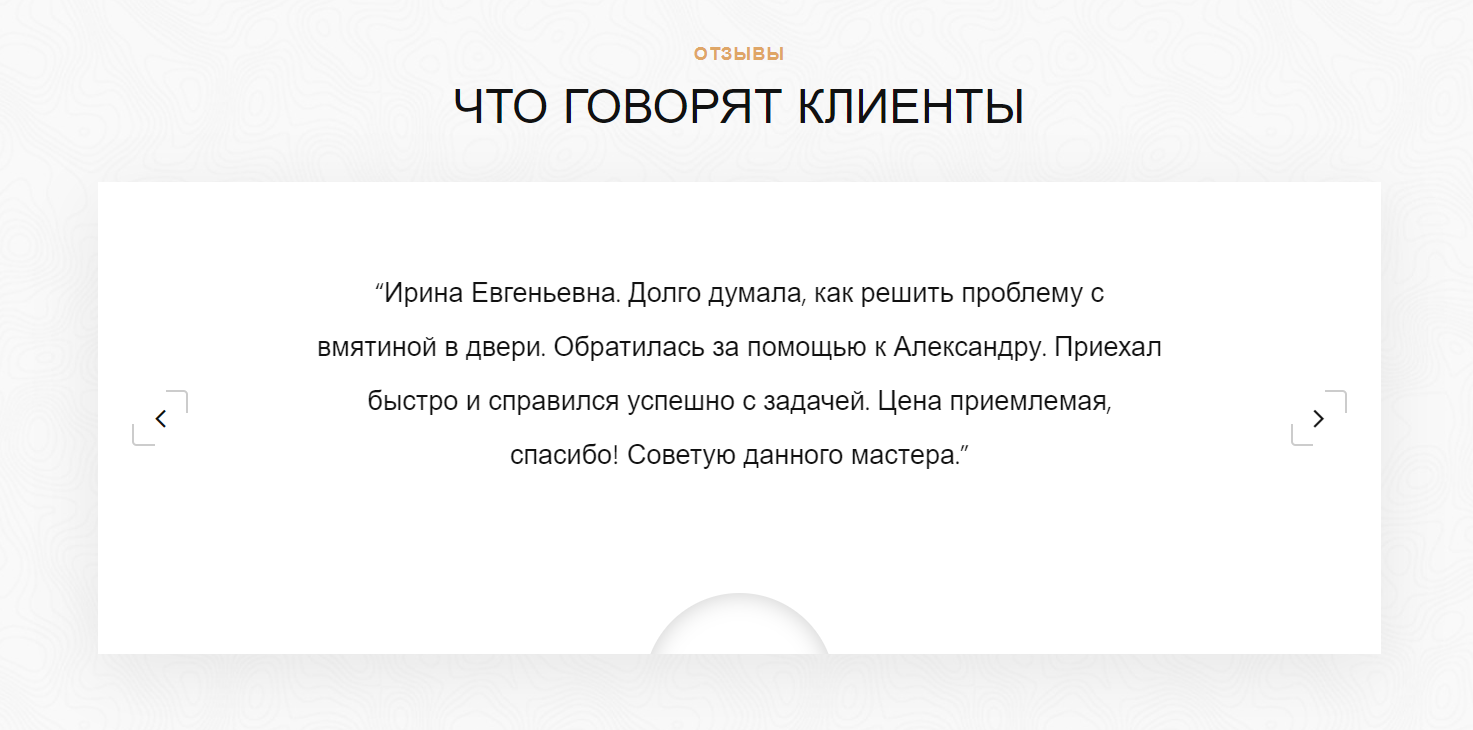 ОТЗЫВЫ
ЧТО ГОВОРЯТ КЛИЕНТЫ
“Ирина Евгеньевна. Долго думала, как решить проблему с
вмятиной в двери. Обратилась за помощью к Александру. Приехал
быстро и справился успешно с задачей. Цена приемлемая,
спасибо! Советую данного мастера.”